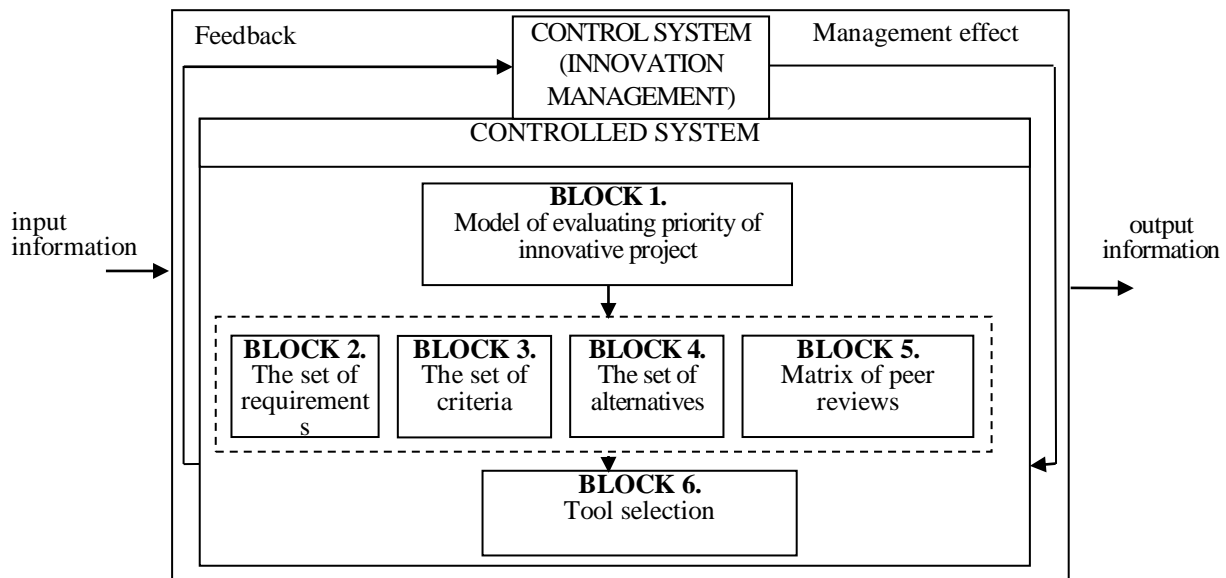 Feedback
CONTROL SYSTEM
(INNOVATION
MANAGEMENT)
Management effect
CONTROLLED SYSTEM
BLOCK 1.
Model of evaluating priority of
innovative project
input
information
output
information
BLOCK 2.
The set of
requirement
s
BLOCK 3.
The set of
criteria
BLOCK 4.
The set of
alternatives
BLOCK 5.
Matrix of peer
reviews
BLOCK 6.
Tool selection